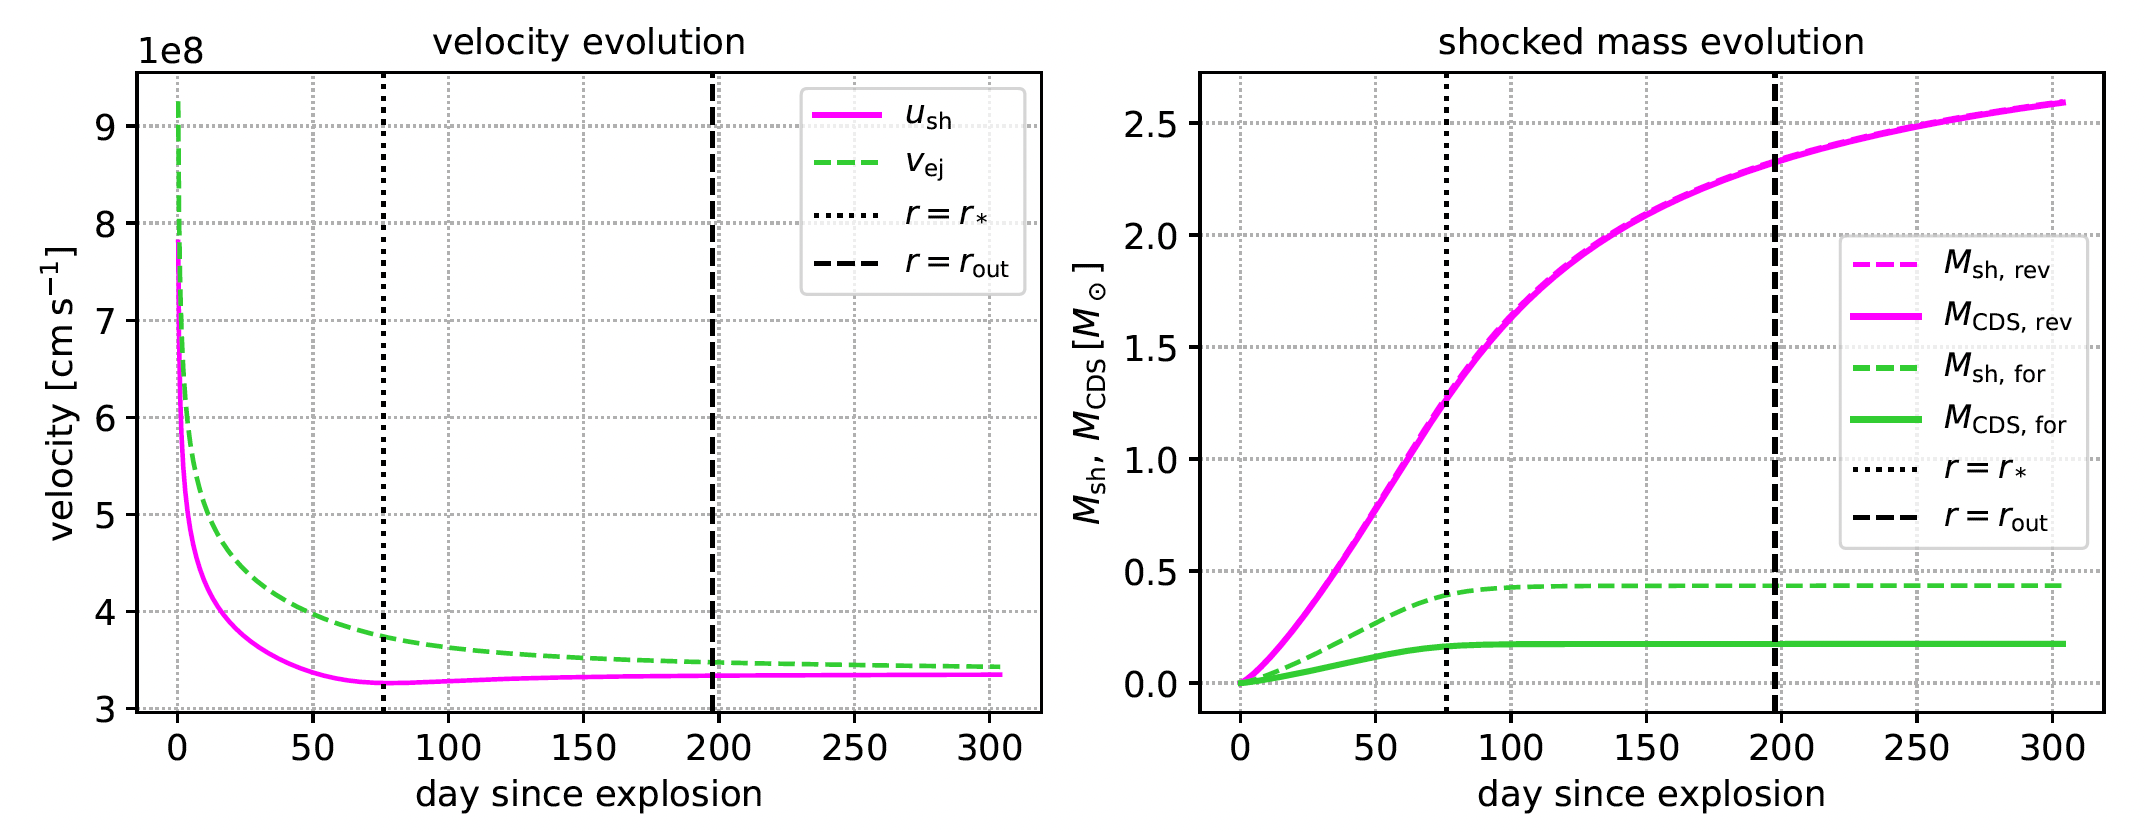 velocity evolution
1e8
velocity [cm s⁻¹]
9
8
7
6
5
4
3
u_sh
v_ej
r = r_*
r = r_out
0 50 100 150 200 250 300
day since explosion
shocked mass evolution
M_sh, M_CDS [M_⊙]
2.5
2.0
1.5
1.0
0.5
0.0
M_sh, rev
M_CDS, rev
M_sh, for
M_CDS, for
r = r_*
r = r_out
0 50 100 150 200 250 300
day since explosion